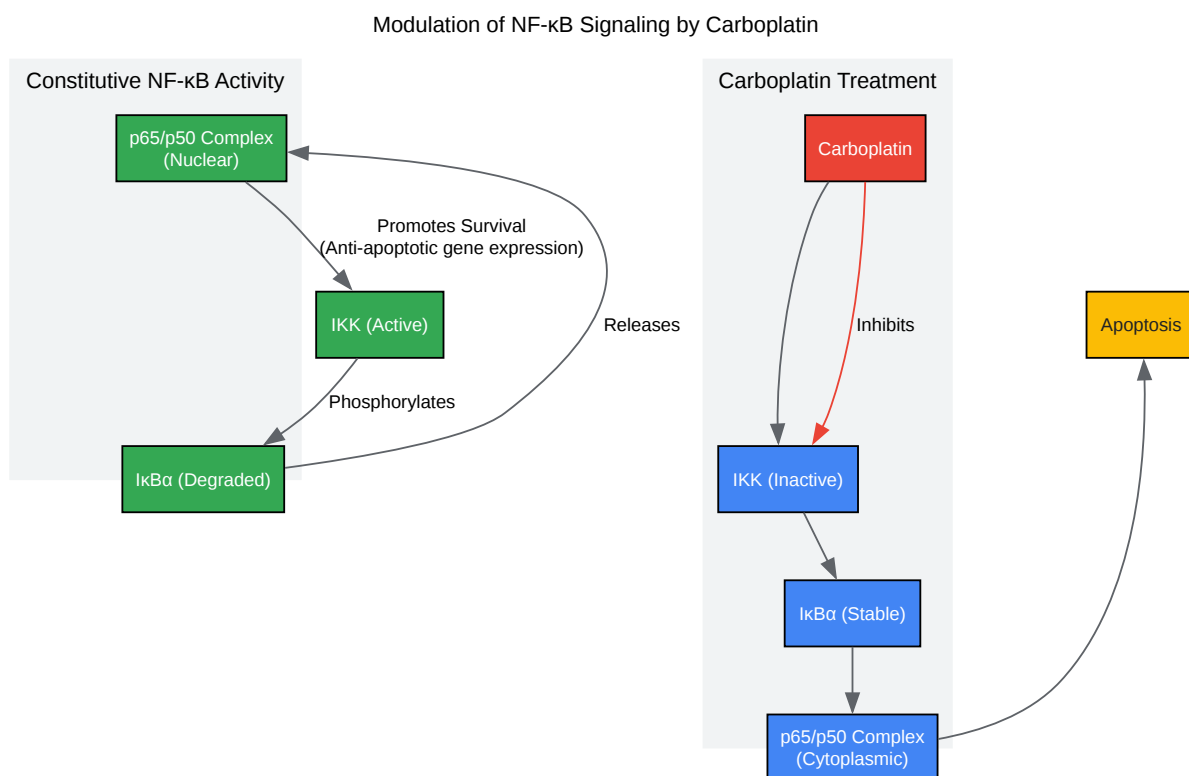 Modulation of NF-κB Signaling by Carboplatin
Constitutive NF-κB Activity
p65/p50 Complex
(Nuclear)
Promotes Survival
(Anti-apoptotic gene expression)
IKK (Active)
Releases
Phosphorylates
IκBα (Degraded)
Carboplatin Treatment
Carboplatin
Inhibits
IKK (Inactive)
IκBα (Stable)
p65/p50 Complex
(Cytoplasmic)
Apoptosis